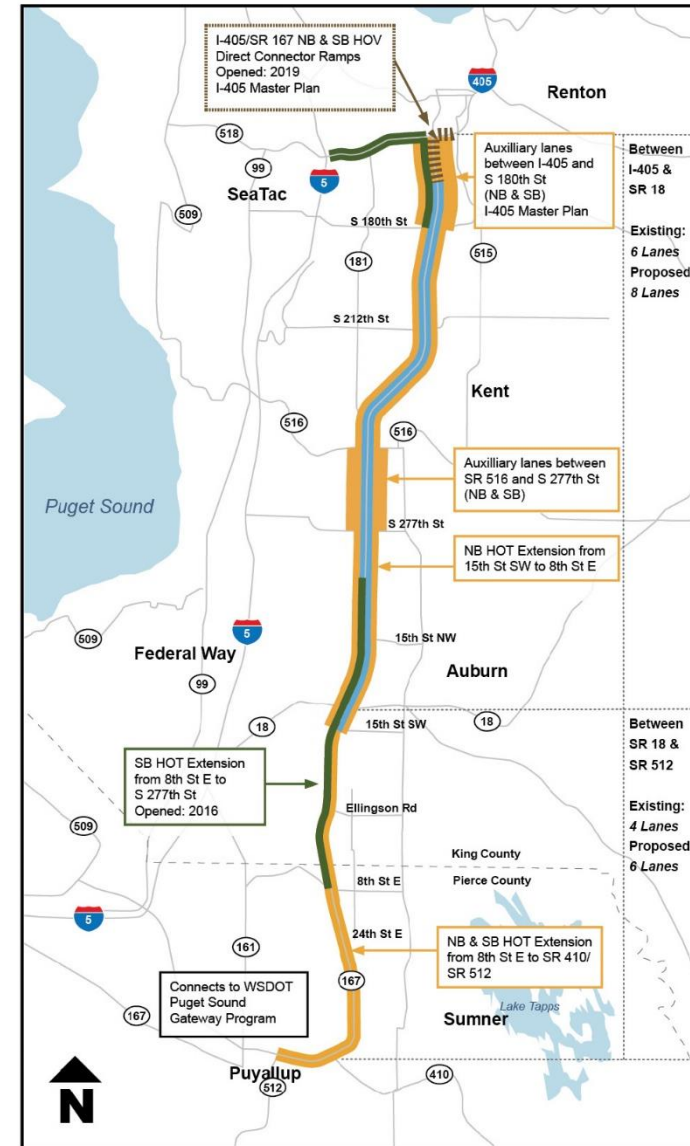 I-405/SR 167 NB & SB HOV
Direct Connector Ramps
Opened: 2019
I-405 Master Plan
405
Renton
518
99
5
SeaTac
Auxilliary lanes
between I-405 and
S 180th St
(NB & SB)
I-405 Master Plan
Between
I-405 &
SR 18
Existing:
6 Lanes
Proposed
8 Lanes
509
S 180th St
181
515
S 212th St
Kent
516
516
Auxilliary lanes between
SR 516 and S 277th St
(NB & SB)
Puget Sound
S 277th St
NB HOT Extension from
15th St SW to 8th St E
509
5
Federal Way
15th St NW
99
Auburn
18
15th St SW
18
Between
SR 18 &
SR 512
Existing:
4 Lanes
Proposed
6 Lanes
SB HOT Extension
from 8th St E to
S 277th St
Opened: 2016
Ellingson Rd
509
King County
Pierce County
8th St E
5
161
24th St E
NB & SB HOT Extension
from 8th St E to SR 410/
SR 512
167
Connects to WSDOT
Puget Sound
Gateway Program
167
Lake Tapps
Sumner
Puyallup
512
410
N